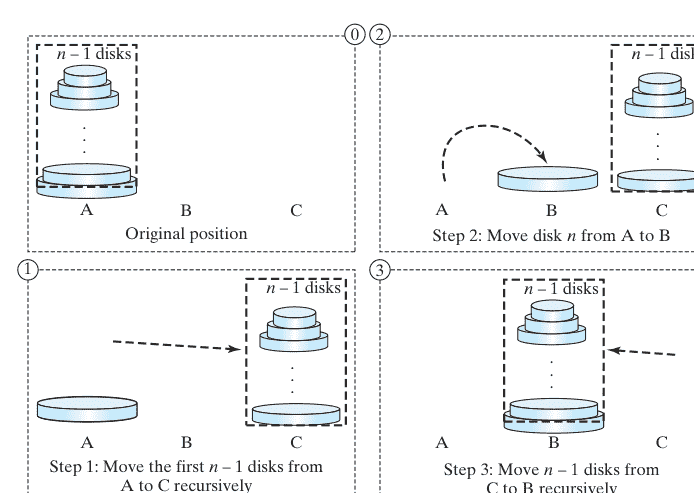 0
n – 1 disks
A B C
Original position
2
n – 1
A B C
Step 2: Move disk n from A to B
1
n – 1 disks
A B C
Step 1: Move the first n – 1 disks from
A to C recursively
3
n – 1 disks
A B C
Step 3: Move n – 1 disks from
C to B recursively